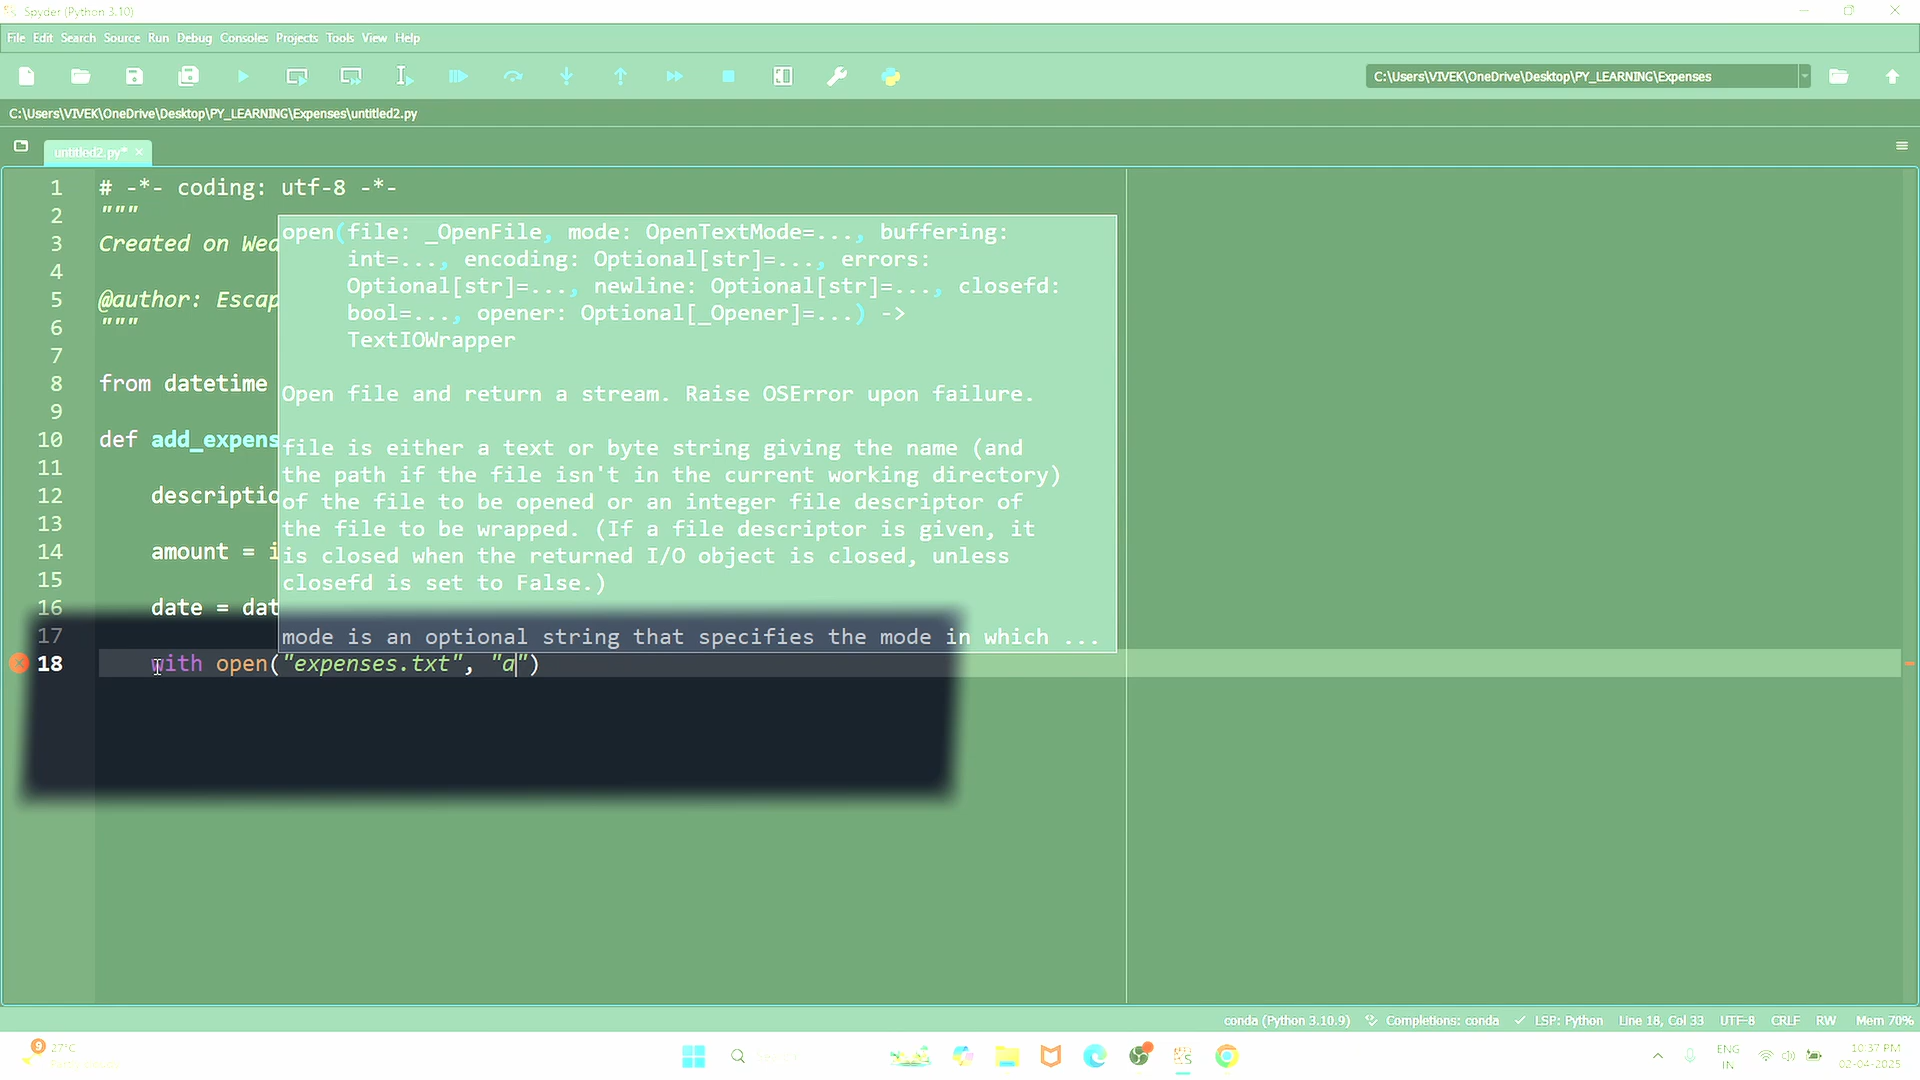 Spyder (Python 3.10)
File Edit Search Source Run Debug Consoles Projects Tools View Help
C:\Users\VIVEK\OneDrive\Desktop\PY_LEARNING\Expenses
C:\Users\VIVEK\OneDrive\Desktop\PY_LEARNING\Expenses\untitled2.py
untitled2.py*
1 # -*- coding: utf-8 -*-
2 """
3 Created on Wed
4
5 @author: Escap
6 """
7
8 from datetime
9
10 def add_expens
11
12 descriptio
13
14 amount = i
15
16 date = dat
17
18 with open("expenses.txt", "a")
open(file: _OpenFile, mode: OpenTextMode=..., buffering:
int=..., encoding: Optional[str]=..., errors:
Optional[str]=..., newline: Optional[str]=..., closefd:
bool=..., opener: Optional[_Opener]=...) ->
TextIOWrapper
Open file and return a stream. Raise OSError upon failure.
file is either a text or byte string giving the name (and
the path if the file isn't in the current working directory)
of the file to be opened or an integer file descriptor of
the file to be wrapped. (If a file descriptor is given, it
is closed when the returned I/O object is closed, unless
closefd is set to False.)
mode is an optional string that specifies the mode in which ...
conda (Python 3.10.9) Completions: conda LSP: Python Line 18, Col 33 UTF-8 CRLF RW Mem 70%
9
27°C
ENG
IN
10:37 PM
02-04-2025